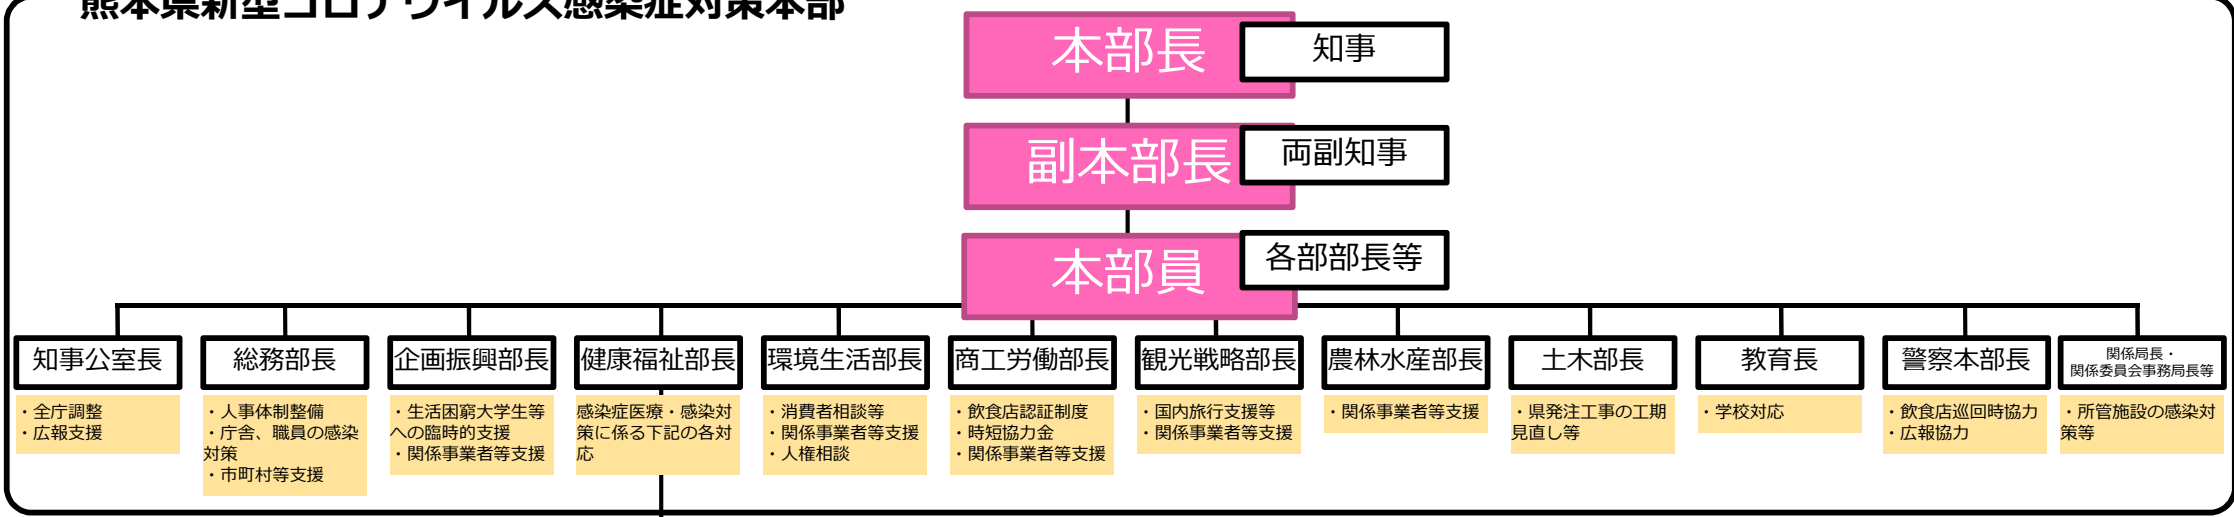 熊本県新型コロナウイルス感染症対策本部
本部長
知事
副本部長
両副知事
本部員
各部部長等
知事公室長
・全庁調整
・広報支援
総務部長
・人事体制整備
・庁舎、職員の感染
対策
・市町村等支援
企画振興部長
・生活困窮大学生等
への臨時的支援
・関係事業者等支援
健康福祉部長
感染症医療・感染対
策に係る下記の各対
応
環境生活部長
・消費者相談等
・関係事業者等支援
・人権相談
商工労働部長
・飲食店認証制度
・時短協力金
・関係事業者等支援
観光戦略部長
・国内旅行支援等
・関係事業者等支援
農林水産部長
・関係事業者等支援
土木部長
・県発注工事の工期
見直し等
教育長
・学校対応
警察本部長
・飲食店巡回時協力
・広報協力
関係局長・
関係委員会事務局長等
・所管施設の感染対
策等